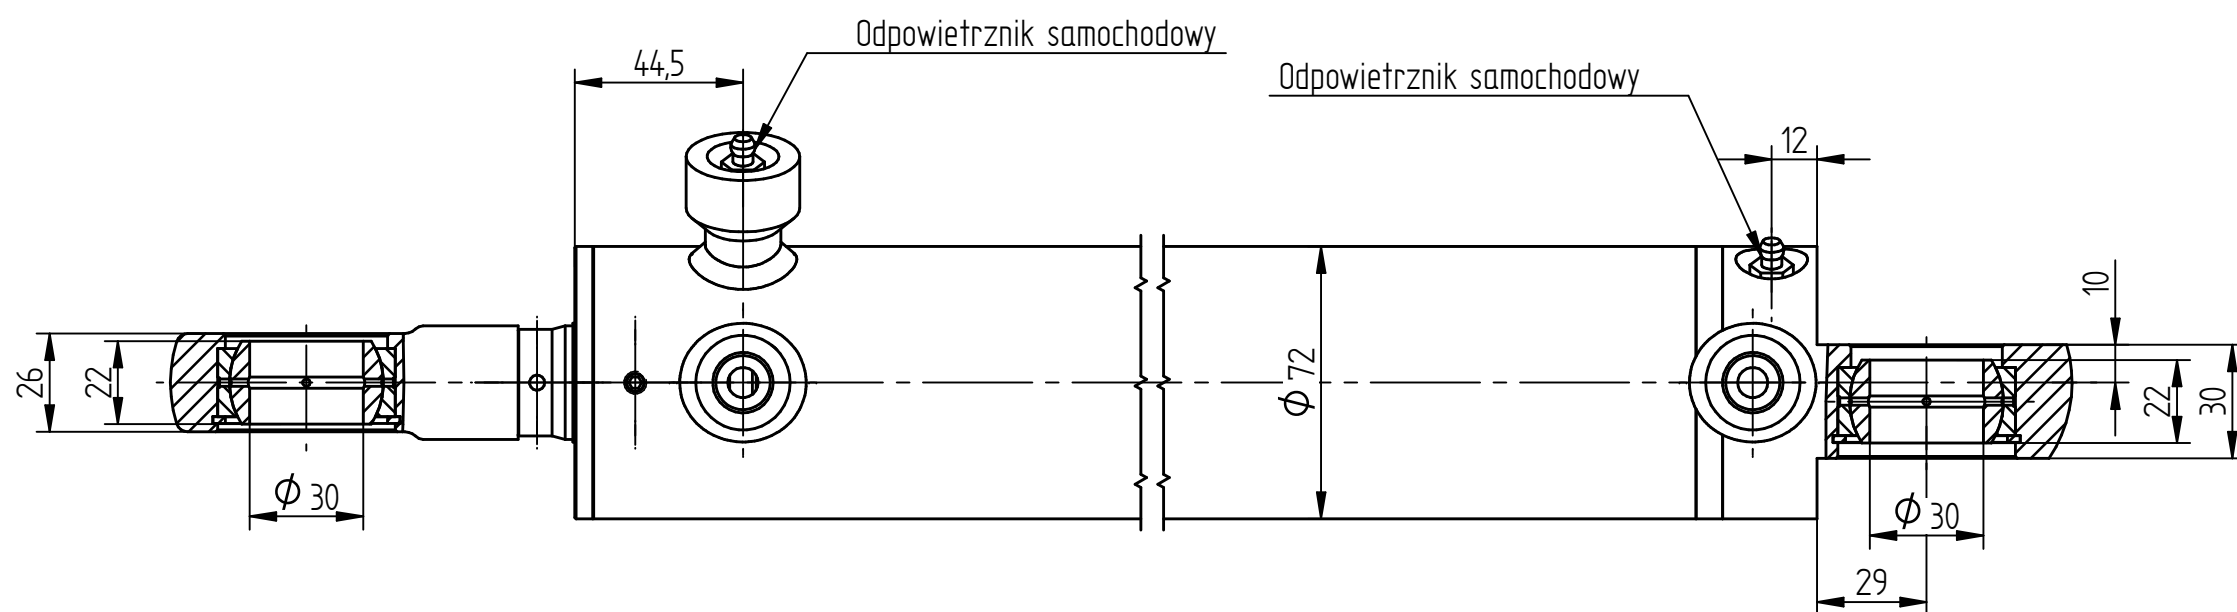 Odpowietrznik samochodowy
44,5
Odpowietrznik samochodowy
12
10
26
22
Φ 72
22
30
Φ 30
Φ 30
29